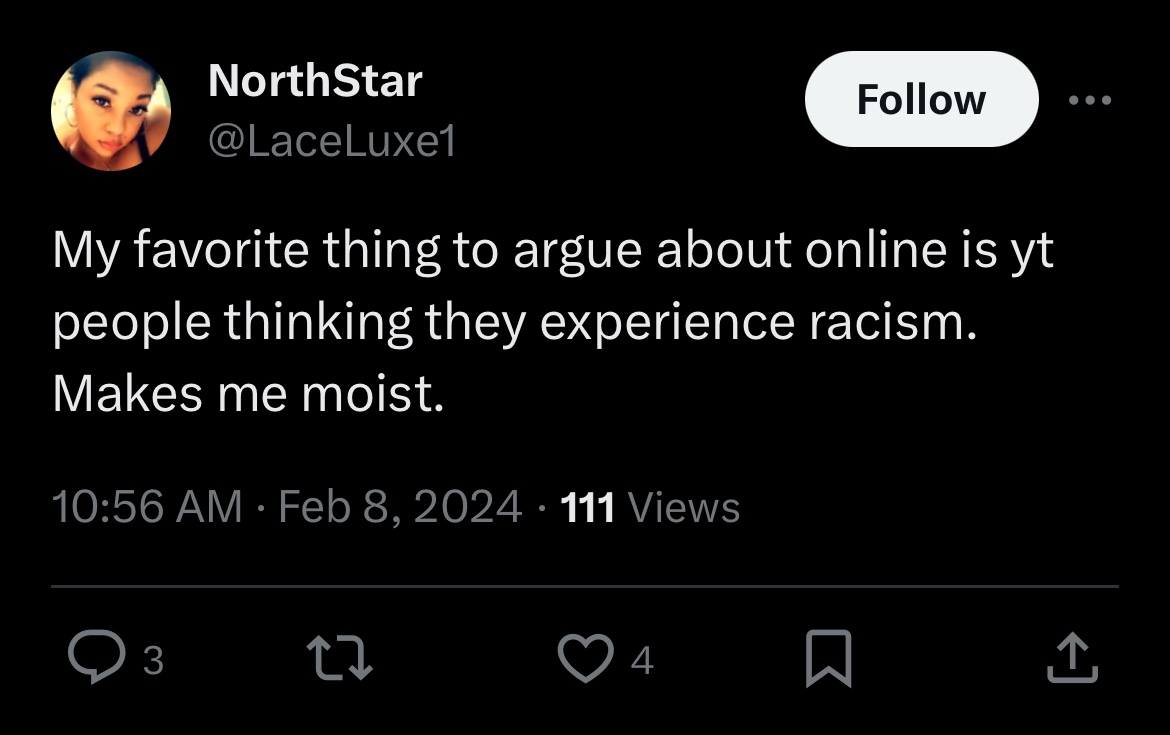 NorthStar
Follow
@LaceLuxe1
My favorite thing to argue about online is yt
people thinking they experience racism.
Makes me moist.
10:56 AM · Feb 8, 2024 · 111 Views
3
4